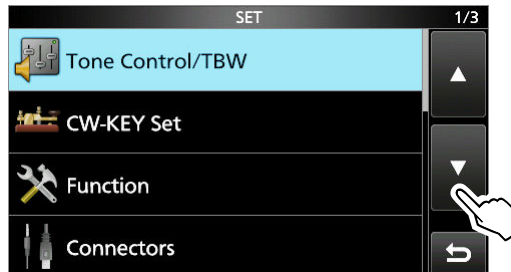 SET 1/3
Tone Control/TBW
CW-KEY Set
Function
Connectors